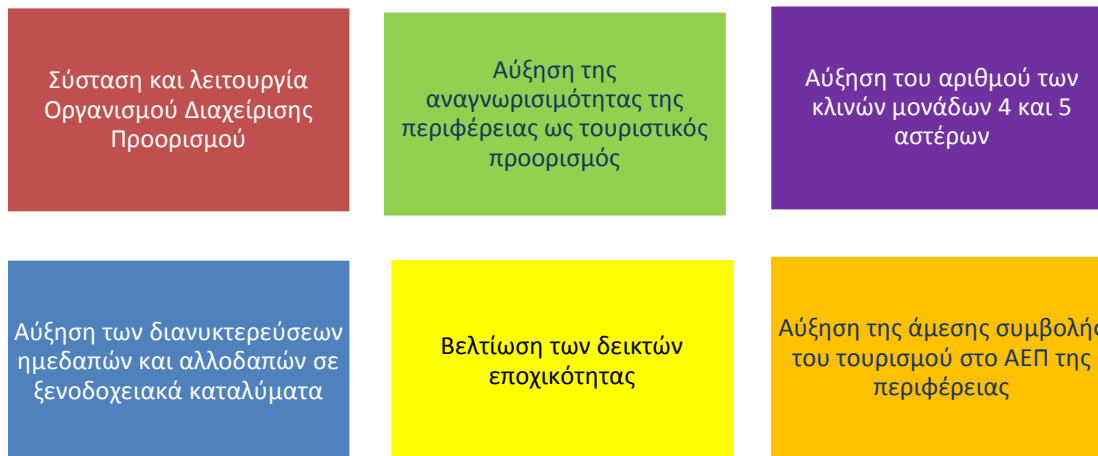 Σύσταση και λειτουργία
Οργανισμού Διαχείρισης
Προορισμού
Αύξηση της
αναγνωρισιμότητας της
περιφέρειας ως τουριστικός
προορισμός
Αύξηση του αριθμού των
κλινών μονάδων 4 και 5
αστέρων
Αύξηση των διανυκτερεύσεων
ημεδαπών και αλλοδαπών σε
ξενοδοχειακά καταλύματα
Βελτίωση των δεικτών
εποχικότητας
Αύξηση της άμεσης συμβολής
του τουρισμού στο ΑΕΠ της
περιφέρειας